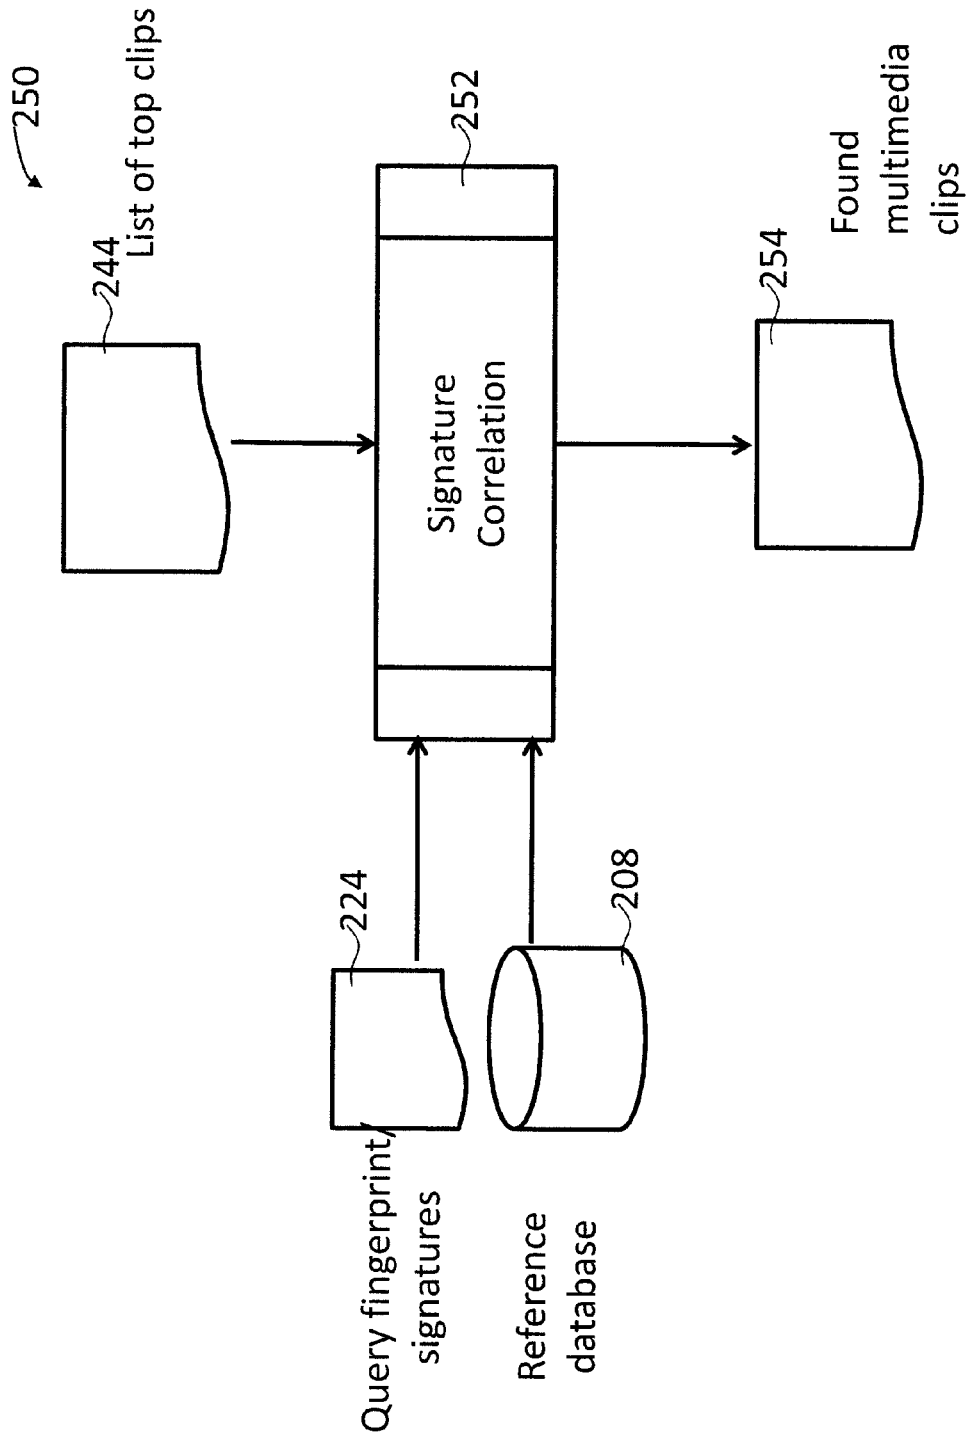 250
244
List of top clips
252
Signature
Correlation
224
Query fingerprint/
signatures
208
Reference
database
254
Found
multimedia
clips